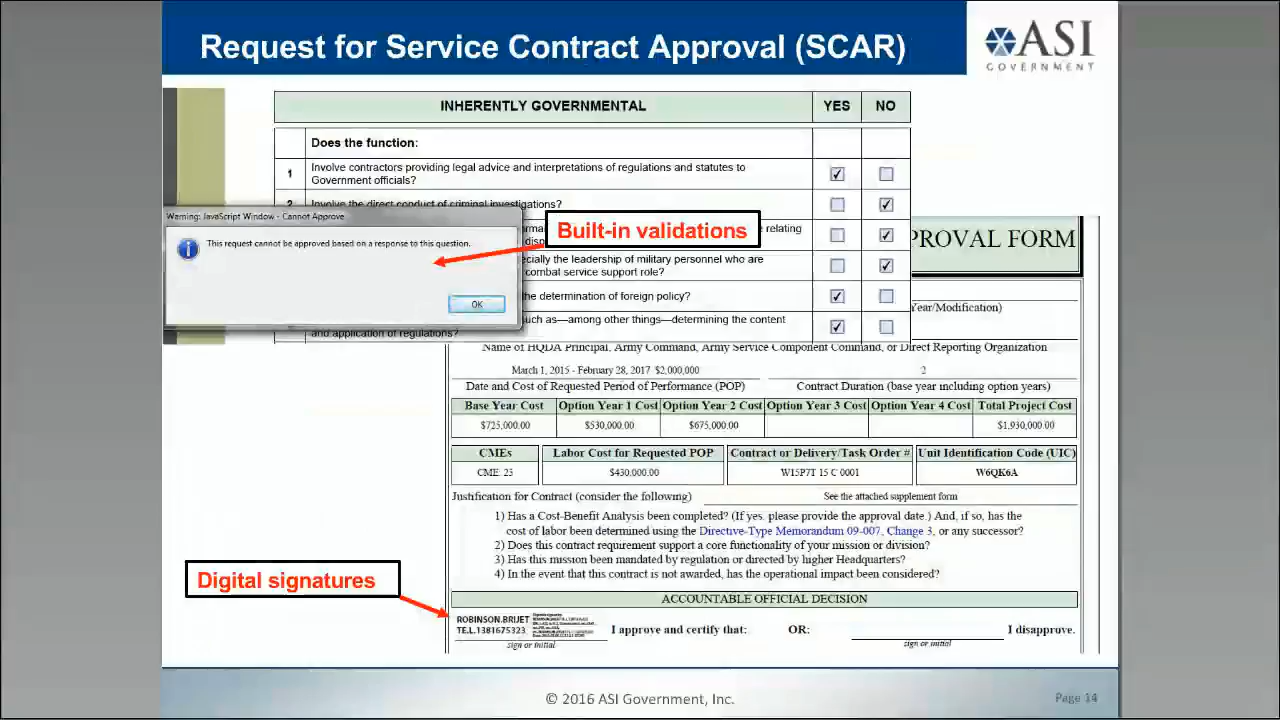 Request for Service Contract Approval (SCAR)
ASI
GOVERNMENT
INHERENTLY GOVERNMENTAL YES NO
Does the function:
1 Involve contractors providing legal advice and interpretations of regulations and statutes to
Government officials?
2 Involve the direct conduct of criminal investigations?
Warning: JavaScript Window - Cannot Approve
This request cannot be approved based on a response to this question.
OK
Built-in validations
relating
ecially the leadership of military personnel who are
combat service support role?
the determination of foreign policy?
such as—among other things—determining the content
and application of regulations?
PROVAL FORM
Year/Modification)
Name of HQDA Principal, Army Command, Army Service Component Command, or Direct Reporting Organization
March 1, 2015 - February 28, 2017 $2,000,000 2
Date and Cost of Requested Period of Performance (POP) Contract Duration (base year including option years)
Base Year Cost Option Year 1 Cost Option Year 2 Cost Option Year 3 Cost Option Year 4 Cost Total Project Cost
$725,000.00 $530,000.00 $675,000.00 $1,930,000.00
CMEs Labor Cost for Requested POP Contract or Delivery/Task Order # Unit Identification Code (UIC)
CME: 23 $430,000.00 W15P7T 15 C 0001 W6QK6A
Justification for Contract (consider the following) See the attached supplement form
1) Has a Cost-Benefit Analysis been completed? (If yes, please provide the approval date.) And, if so, has the
cost of labor been determined using the Directive-Type Memorandum 09-007, Change 3, or any successor?
2) Does this contract requirement support a core functionality of your mission or division?
3) Has this mission been mandated by regulation or directed by higher Headquarters?
4) In the event that this contract is not awarded, has the operational impact been considered?
Digital signatures
ACCOUNTABLE OFFICIAL DECISION
ROBINSON.BRIJET
TE.L.1381675323
I approve and certify that: OR: I disapprove.
sign or initial sign or initial
© 2016 ASI Government, Inc.
Page 14